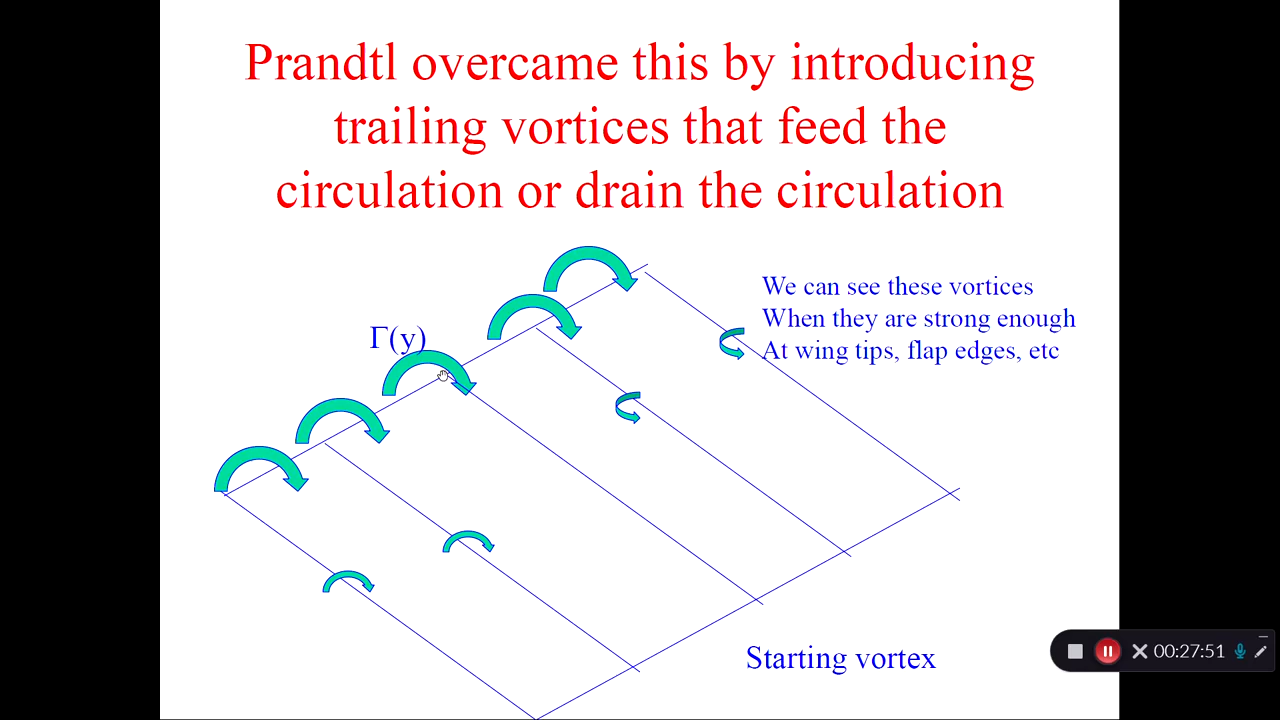 Prandtl overcame this by introducing
trailing vortices that feed the
circulation or drain the circulation
We can see these vortices
When they are strong enough
At wing tips, flap edges, etc
Γ(y)
Starting vortex
00:27:51